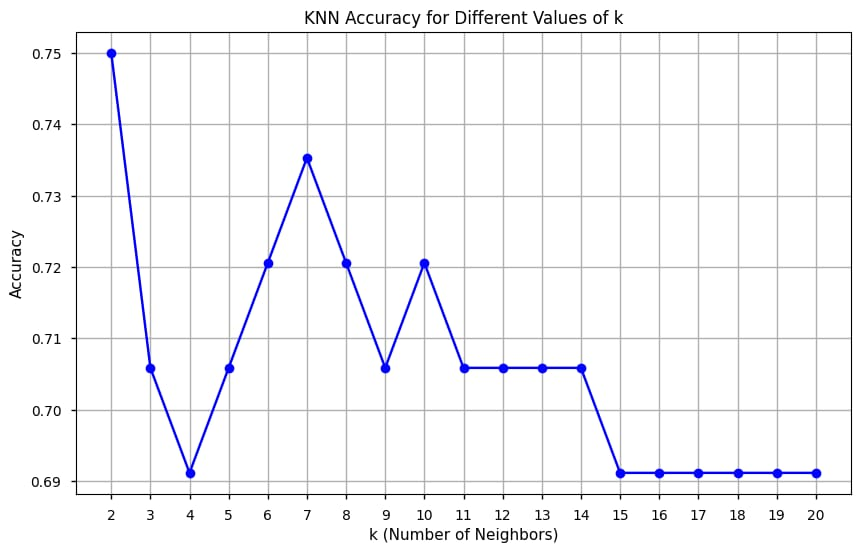 KNN Accuracy for Different Values of k
0.75
0.74
0.73
0.72
0.71
0.70
0.69
Accuracy
2 3 4 5 6 7 8 9 10 11 12 13 14 15 16 17 18 19 20
k (Number of Neighbors)